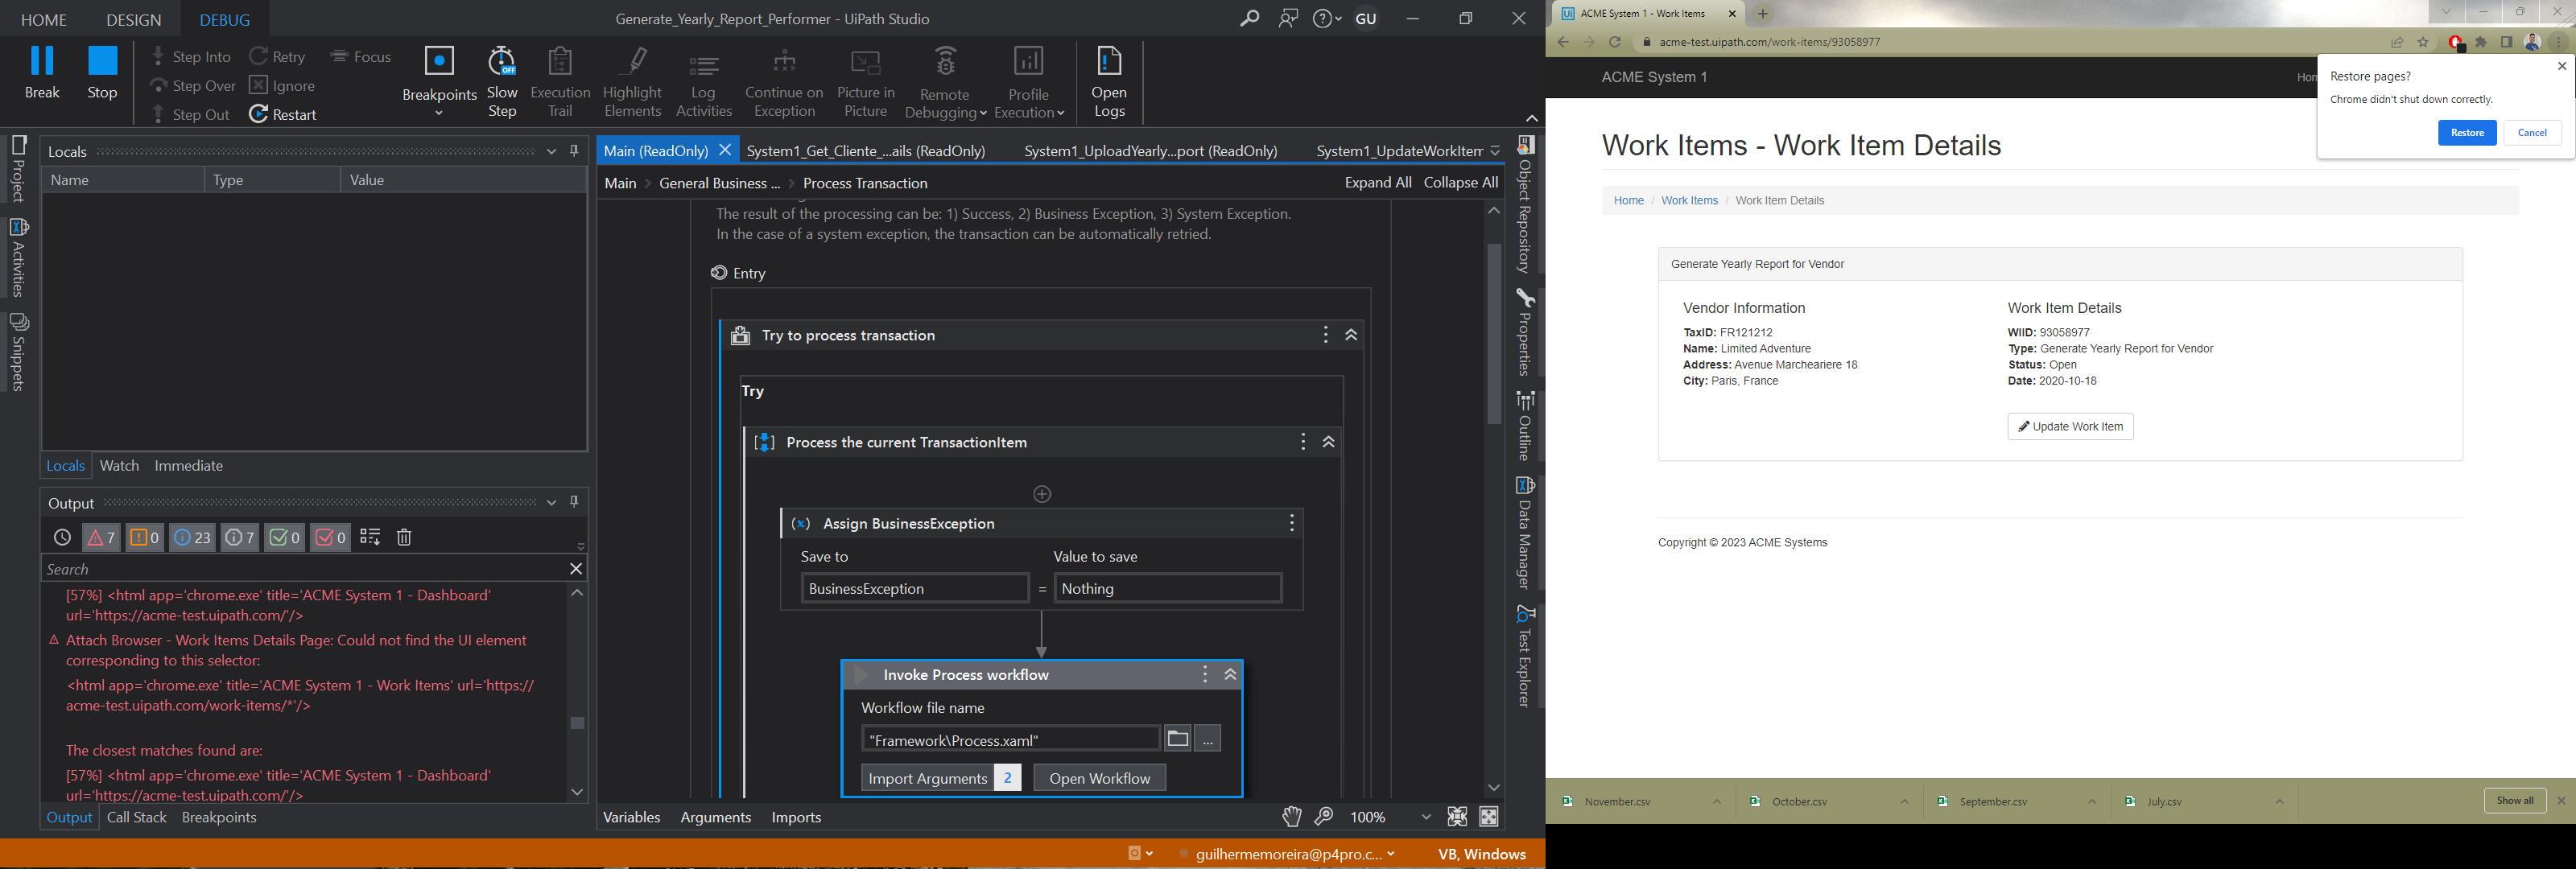 HOME DESIGN DEBUG
Generate_Yearly_Report_Performer - UiPath Studio
GU
Break
Stop
Step Into
Step Over
Step Out
Retry
Ignore
Restart
Focus
Breakpoints
OFF
Slow
Step
Execution
Trail
Highlight
Elements
Log
Activities
Continue on
Exception
Picture in
Picture
Remote
Debugging
Profile
Execution
Open
Logs
Project
Activities
Snippets
Locals
Name Type Value
Locals Watch Immediate
Output
7 0 23 7 0 0
Search
[57%] <html app='chrome.exe' title='ACME System 1 - Dashboard'
url='https://acme-test.uipath.com/'/>
Attach Browser - Work Items Details Page: Could not find the UI element
corresponding to this selector:
<html app='chrome.exe' title='ACME System 1 - Work Items' url='https://
acme-test.uipath.com/work-items/*'/>
The closest matches found are:
[57%] <html app='chrome.exe' title='ACME System 1 - Dashboard'
url='https://acme-test.uipath.com/'/>
Output Call Stack Breakpoints
Main (ReadOnly)
System1_Get_Cliente_...ails (ReadOnly)
System1_UploadYearly...port (ReadOnly)
System1_UpdateWorkItem
Main > General Business ... > Process Transaction
Expand All Collapse All
The result of the processing can be: 1) Success, 2) Business Exception, 3) System Exception.
In the case of a system exception, the transaction can be automatically retried.
Entry
Try to process transaction
Try
Process the current TransactionItem
Assign BusinessException
Save to Value to save
BusinessException = Nothing
Invoke Process workflow
Workflow file name
"Framework\Process.xaml"
...
Import Arguments 2
Open Workflow
Variables Arguments Imports
100%
Object Repository
Properties
Outline
Data Manager
Test Explorer
guilhermemoreira@p4pro.c...
VB, Windows
Ui ACME System 1 - Work Items
acme-test.uipath.com/work-items/93058977
ACME System 1
Hom
Restore pages?
Chrome didn't shut down correctly.
Restore
Cancel
Work Items - Work Item Details
Home / Work Items / Work Item Details
Generate Yearly Report for Vendor
Vendor Information
TaxID: FR121212
Name: Limited Adventure
Address: Avenue Marcheariere 18
City: Paris, France
Work Item Details
WIID: 93058977
Type: Generate Yearly Report for Vendor
Status: Open
Date: 2020-10-18
Update Work Item
Copyright © 2023 ACME Systems
November.csv
October.csv
September.csv
July.csv
Show all